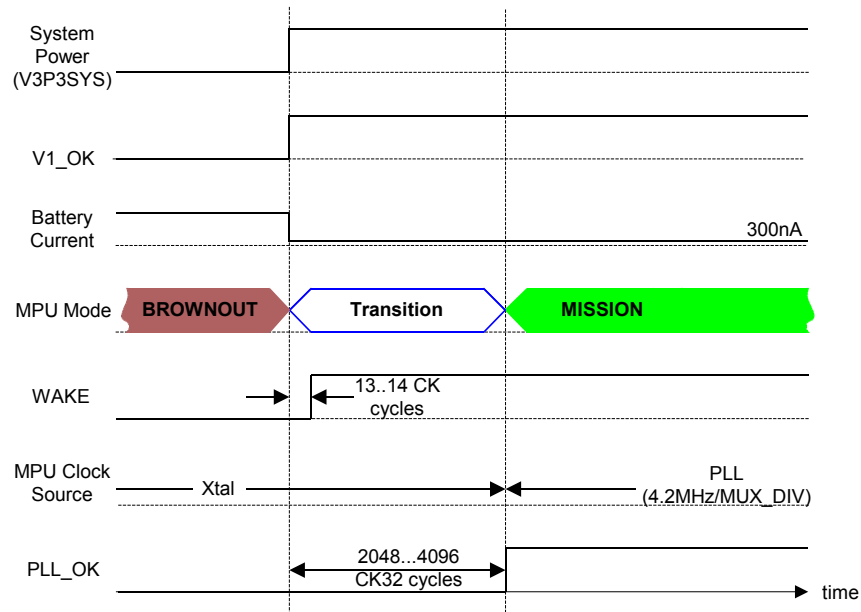 System
Power
(V3P3SYS)
V1_OK
Battery
Current
300nA
MPU Mode
BROWNOUT
Transition
MISSION
WAKE
13..14 CK
cycles
MPU Clock
Source
Xtal
PLL
(4.2MHz/MUX_DIV)
PLL_OK
2048...4096
CK32 cycles
time